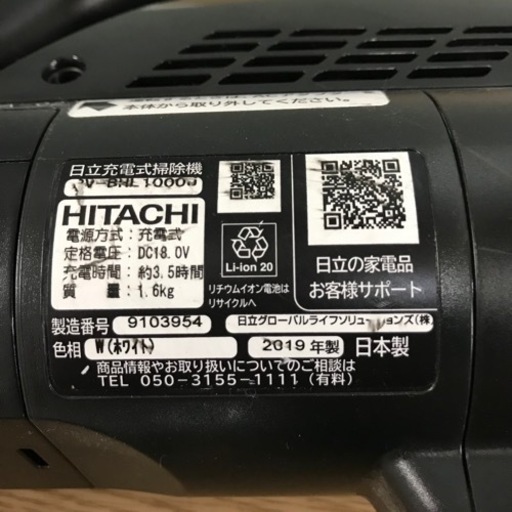 本体から取り外してください。
日立充電式掃除機
HITACHI
電源方式：充電式
定格電圧：DC18.0V
充電時間：約3.5時間
質量：1.6kg
Li-ion 20
リチウムイオン電池は
リサイクルへ
日立の家電品
お客様サポート
製造番号 9103954
日立グローバルライフソリューションズ(株)
色相 W(ホワイト) 2019年製 日本製
商品情報やお取り扱いについてのご相談は
TEL 050-3155-1111（有料）